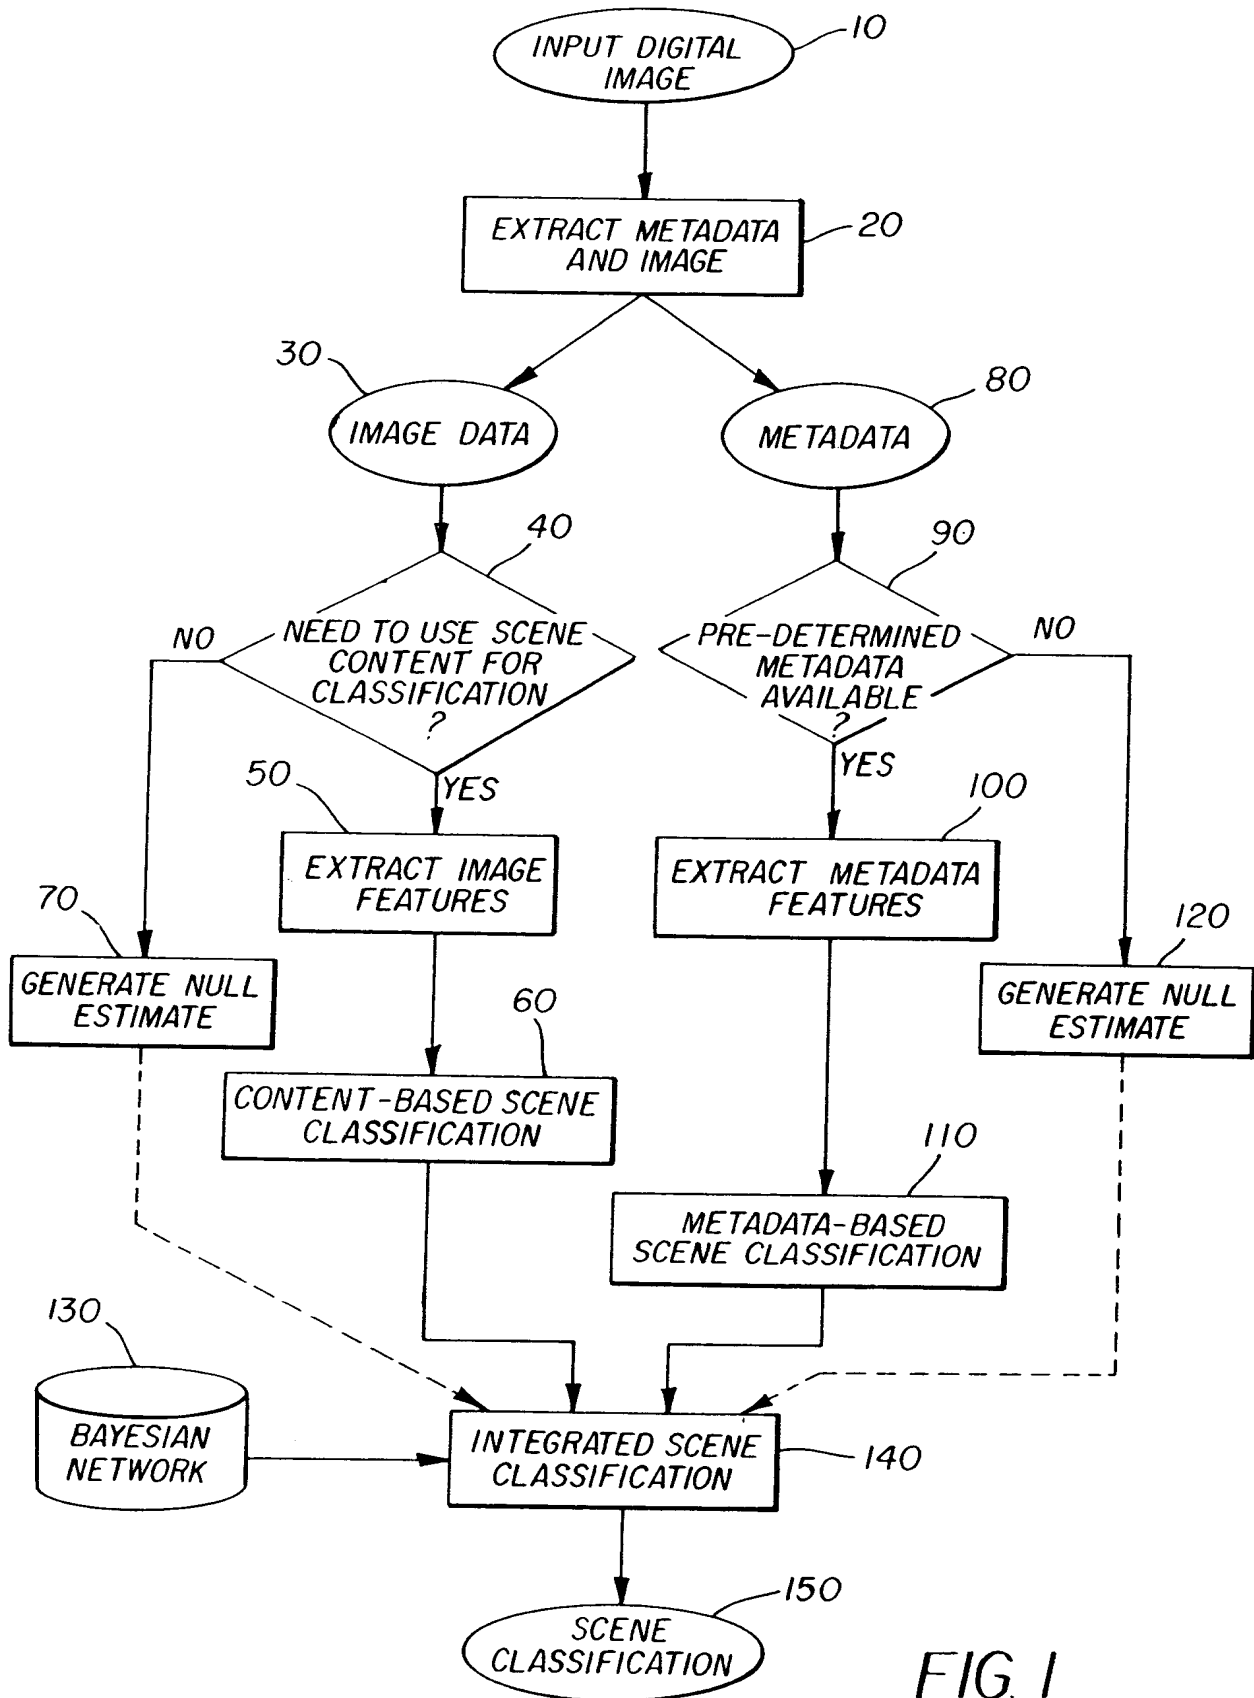 INPUT DIGITAL
IMAGE
10
EXTRACT METADATA
AND IMAGE
20
30
IMAGE DATA
80
METADATA
40
NEED TO USE SCENE
CONTENT FOR
CLASSIFICATION
?
NO
YES
90
PRE-DETERMINED
METADATA
AVAILABLE
?
NO
YES
50
EXTRACT IMAGE
FEATURES
100
EXTRACT METADATA
FEATURES
70
GENERATE NULL
ESTIMATE
120
GENERATE NULL
ESTIMATE
60
CONTENT-BASED SCENE
CLASSIFICATION
110
METADATA-BASED
SCENE CLASSIFICATION
130
BAYESIAN
NETWORK
INTEGRATED SCENE
CLASSIFICATION
140
150
SCENE
CLASSIFICATION
FIG. 1